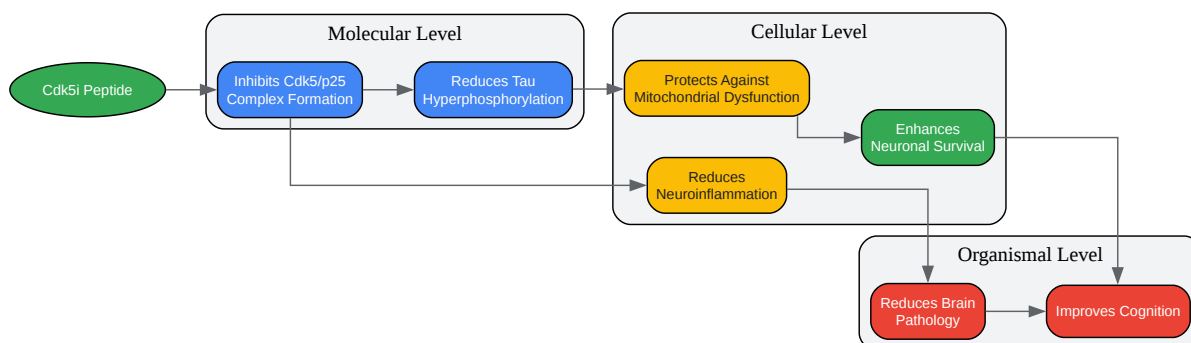 Molecular Level
Cellular Level
Cdk5i Peptide
Inhibits Cdk5/p25
Complex Formation
Reduces Tau
Hyperphosphorylation
Protects Against
Mitochondrial Dysfunction
Enhances
Neuronal Survival
Reduces
Neuroinflammation
Organismal Level
Reduces Brain
Pathology
Improves Cognition